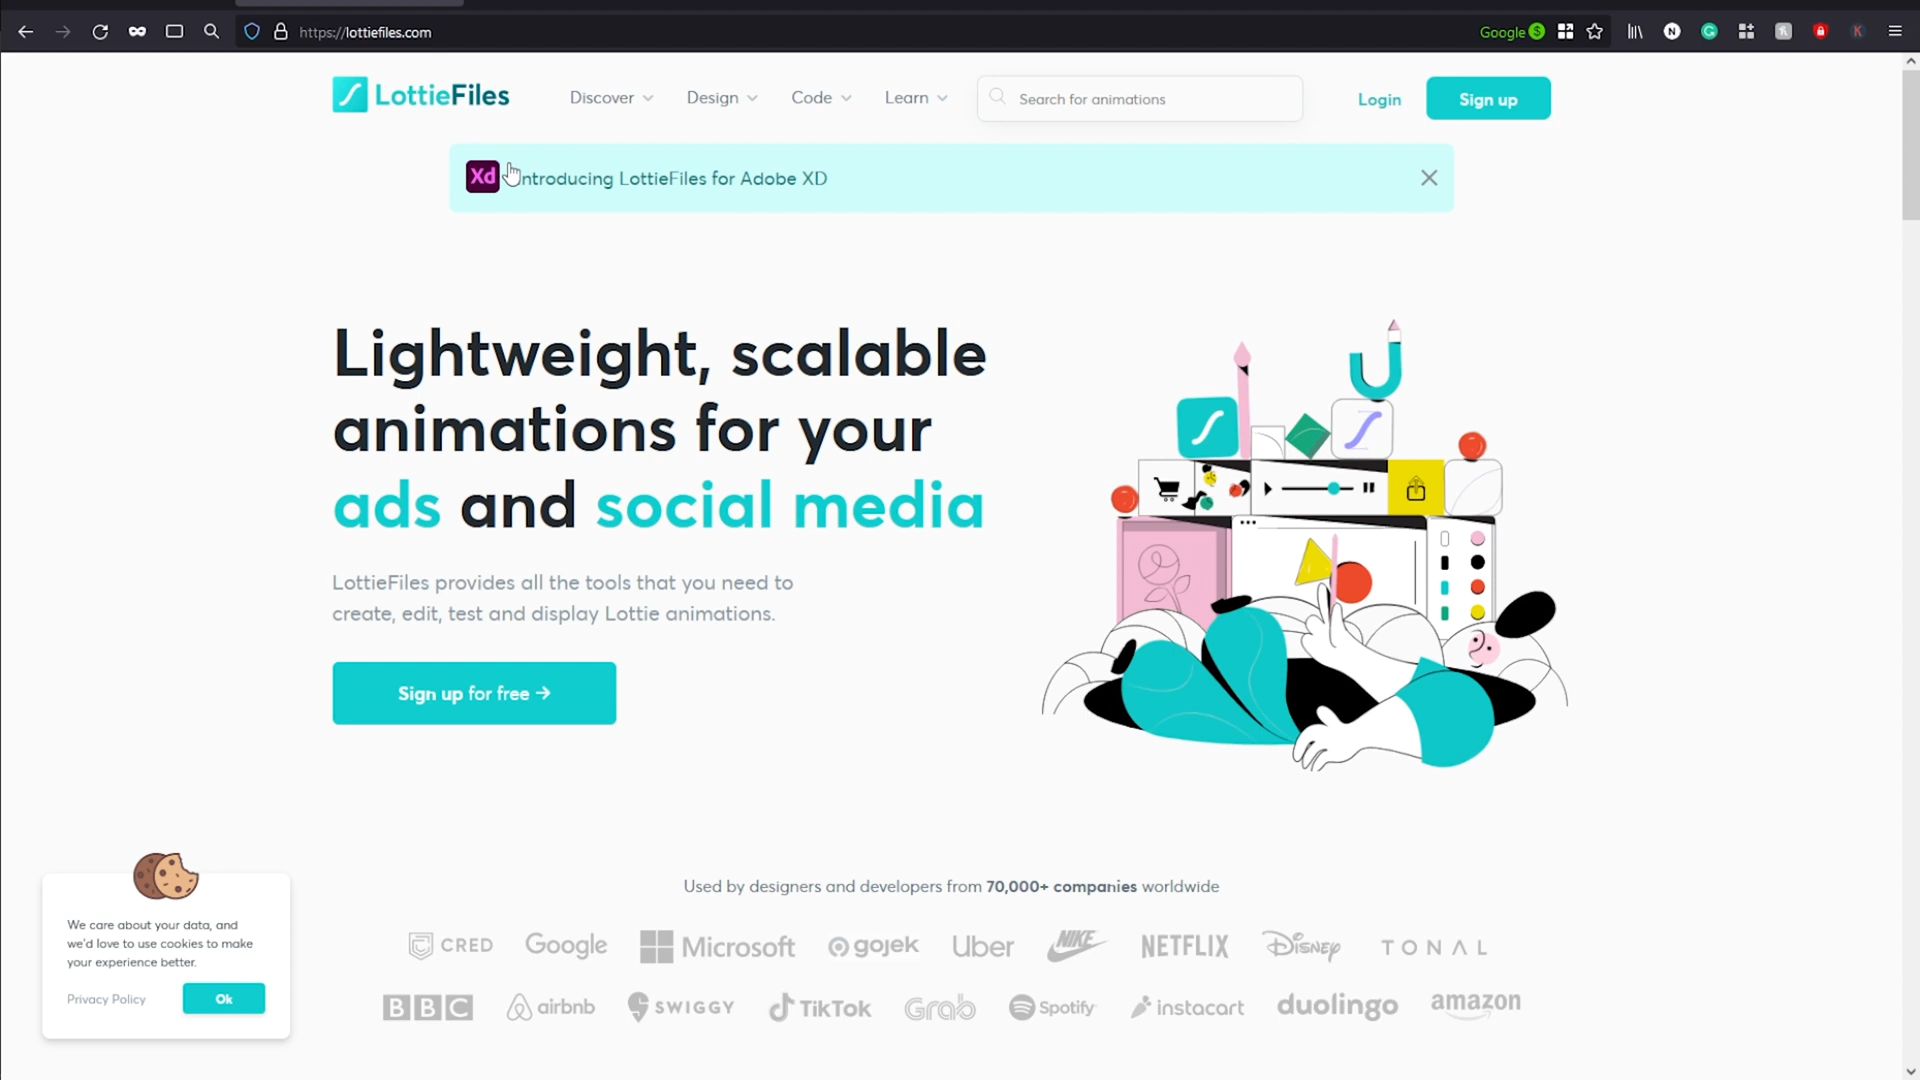 https://lottiefiles.com
Google
LottieFiles
Discover
Design
Code
Learn
Search for animations
Login
Sign up
Xd
ntroducing LottieFiles for Adobe XD
Lightweight, scalable
animations for your
ads and social media
LottieFiles provides all the tools that you need to
create, edit, test and display Lottie animations.
Sign up for free →
Used by designers and developers from 70,000+ companies worldwide
CRED Google Microsoft gojek Uber NIKE NETFLIX Disney TONAL
BBC airbnb SWIGGY TikTok Grab Spotify instacart duolingo amazon
We care about your data, and
we'd love to use cookies to make
your experience better.
Privacy Policy
Ok